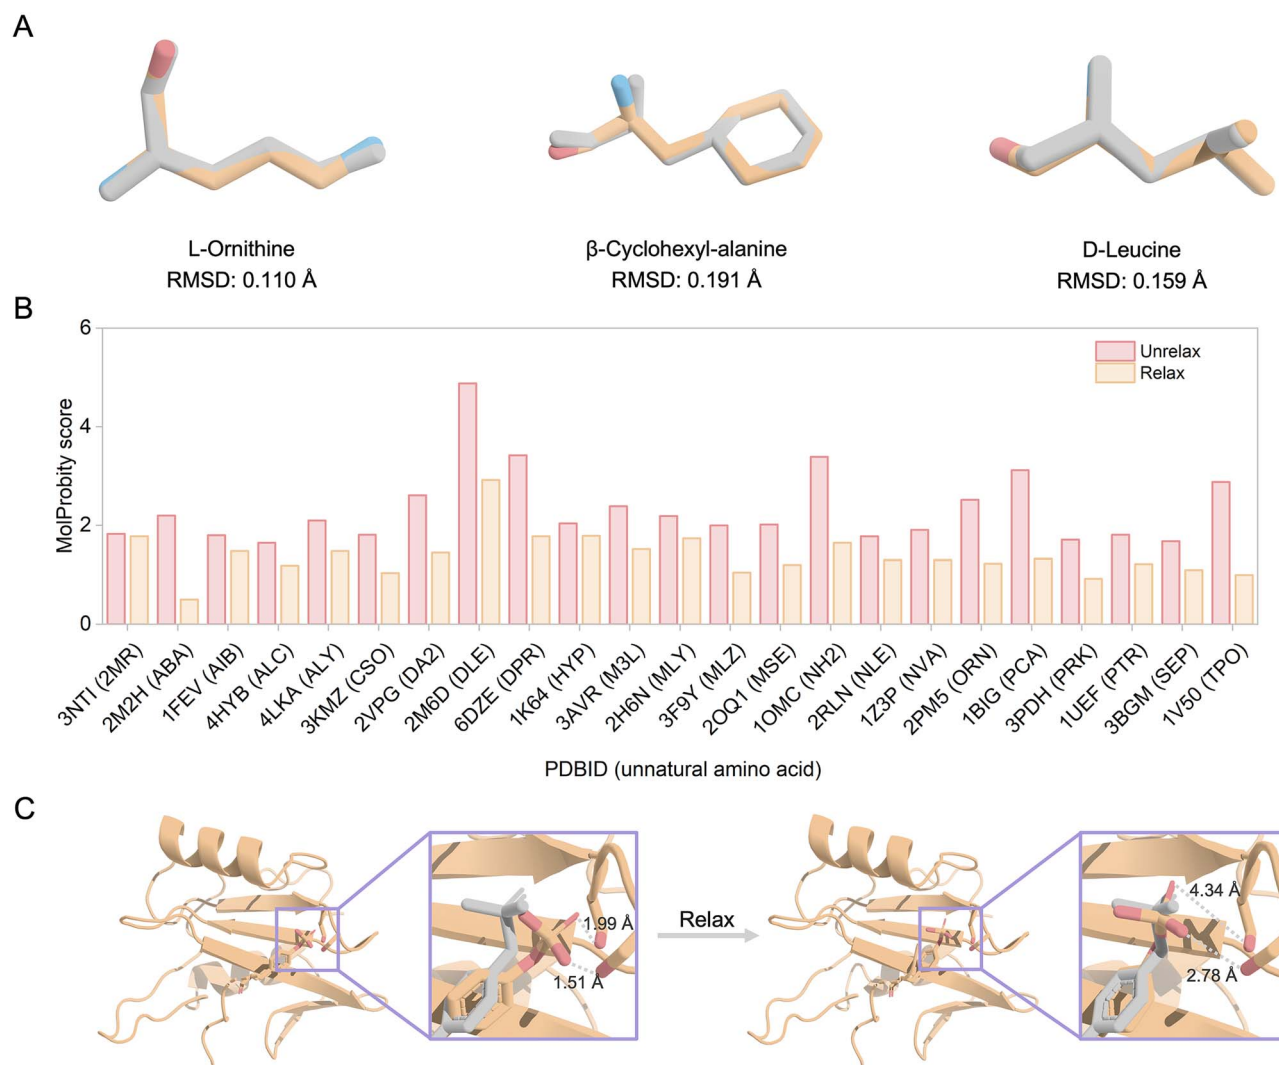 A
L-Ornithine
RMSD: 0.110 Å
β-Cyclohexyl-alanine
RMSD: 0.191 Å
D-Leucine
RMSD: 0.159 Å
B
6
4
2
0
MolProbity score
Unrelax
Relax
3NTI (2MR)
2M2H (ABA)
1FEV (AIB)
4HYB (ALC)
4LKA (ALY)
3KMZ (CSO)
2VPG (DA2)
2M6D (DLE)
6DZE (DPR)
1K64 (HYP)
3AVR (M3L)
2H6N (MLY)
3F9Y (MLZ)
2OQ1 (MSE)
1OMC (NH2)
2RLN (NLE)
1Z3P (NVA)
2PM5 (ORN)
1BIG (PCA)
3PDH (PRK)
1UEF (PTR)
3BGM (SEP)
1V50 (TPO)
PDBID (unnatural amino acid)
C
1.99 Å
1.51 Å
Relax
4.34 Å
2.78 Å